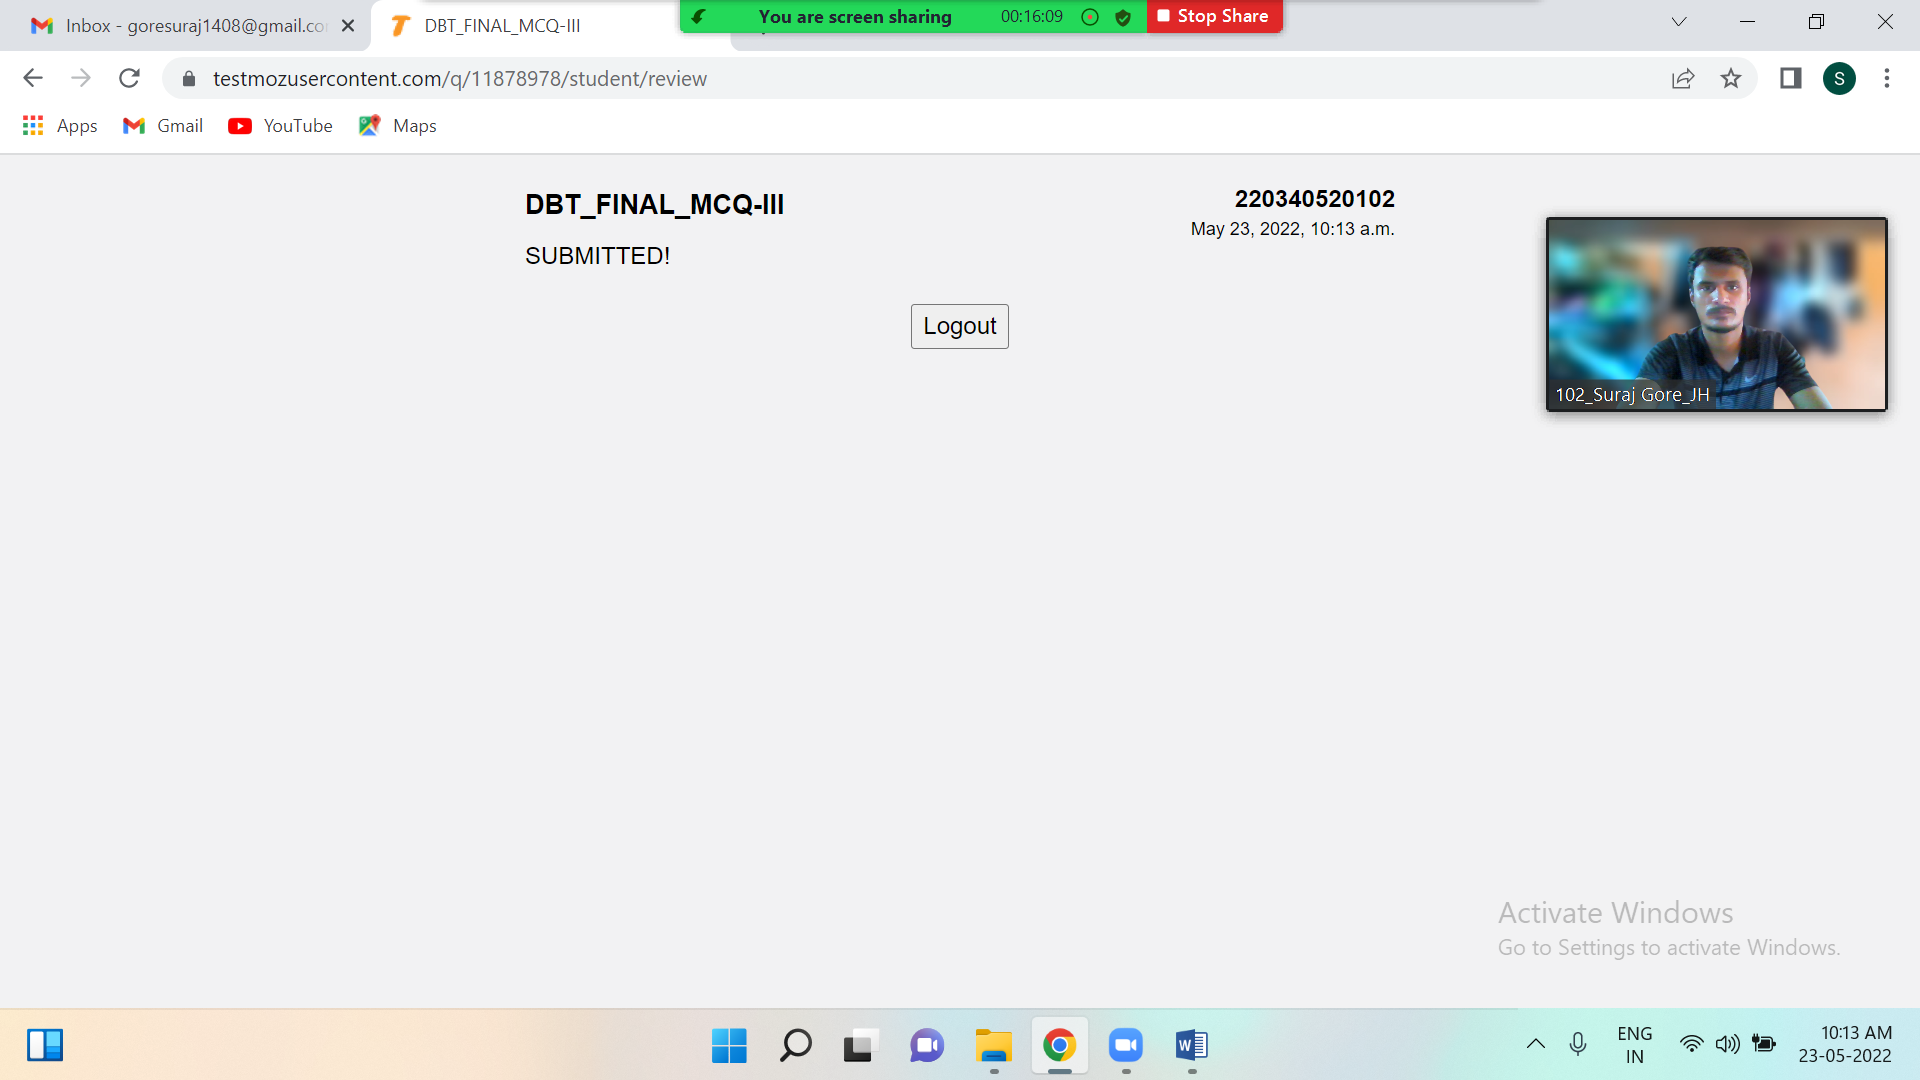 Inbox - goresuraj1408@gmail.co
DBT_FINAL_MCQ-III
You are screen sharing
00:16:09
Stop Share
testmozusercontent.com/q/11878978/student/review
S
Apps
Gmail
YouTube
Maps
DBT_FINAL_MCQ-III
220340520102
May 23, 2022, 10:13 a.m.
SUBMITTED!
Logout
102_Suraj Gore_JH
Activate Windows
Go to Settings to activate Windows.
ENG
IN
10:13 AM
23-05-2022